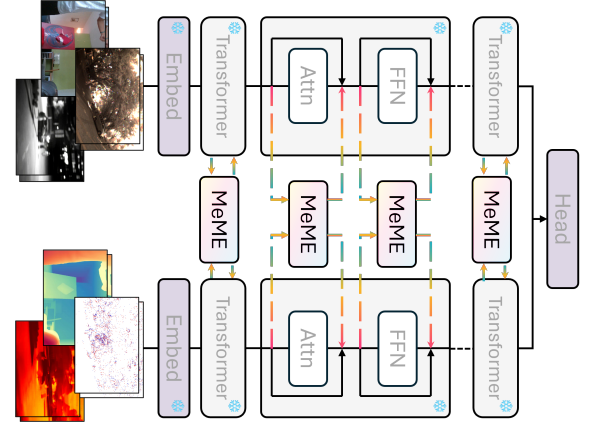 Embed
Transformer
Attn
FFN
Transformer
MeME
MeME
MeME
MeME
Head
Embed
Transformer
Attn
FFN
Transformer